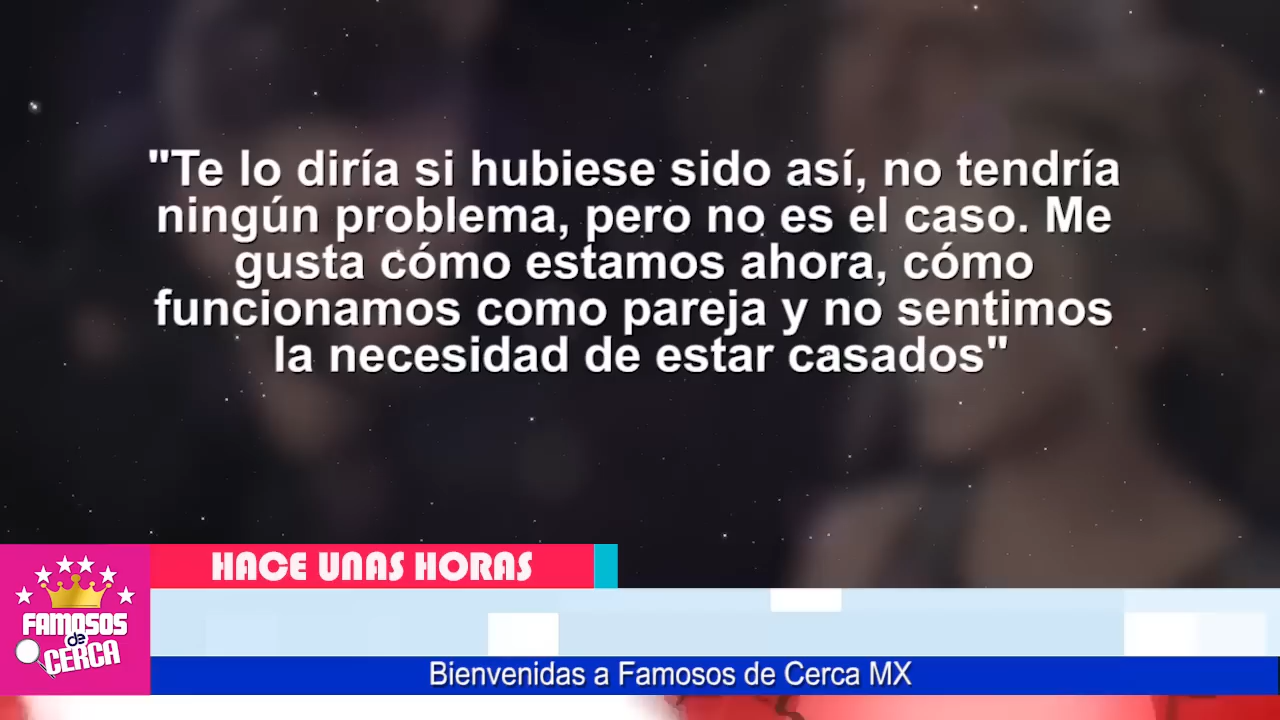 "Te lo diría si hubiese sido así, no tendría
ningún problema, pero no es el caso. Me
gusta cómo estamos ahora, cómo
funcionamos como pareja y no sentimos
la necesidad de estar casados"
HACE UNAS HORAS
FAMOSOS
de
CERCA
Bienvenidas a Famosos de Cerca MX